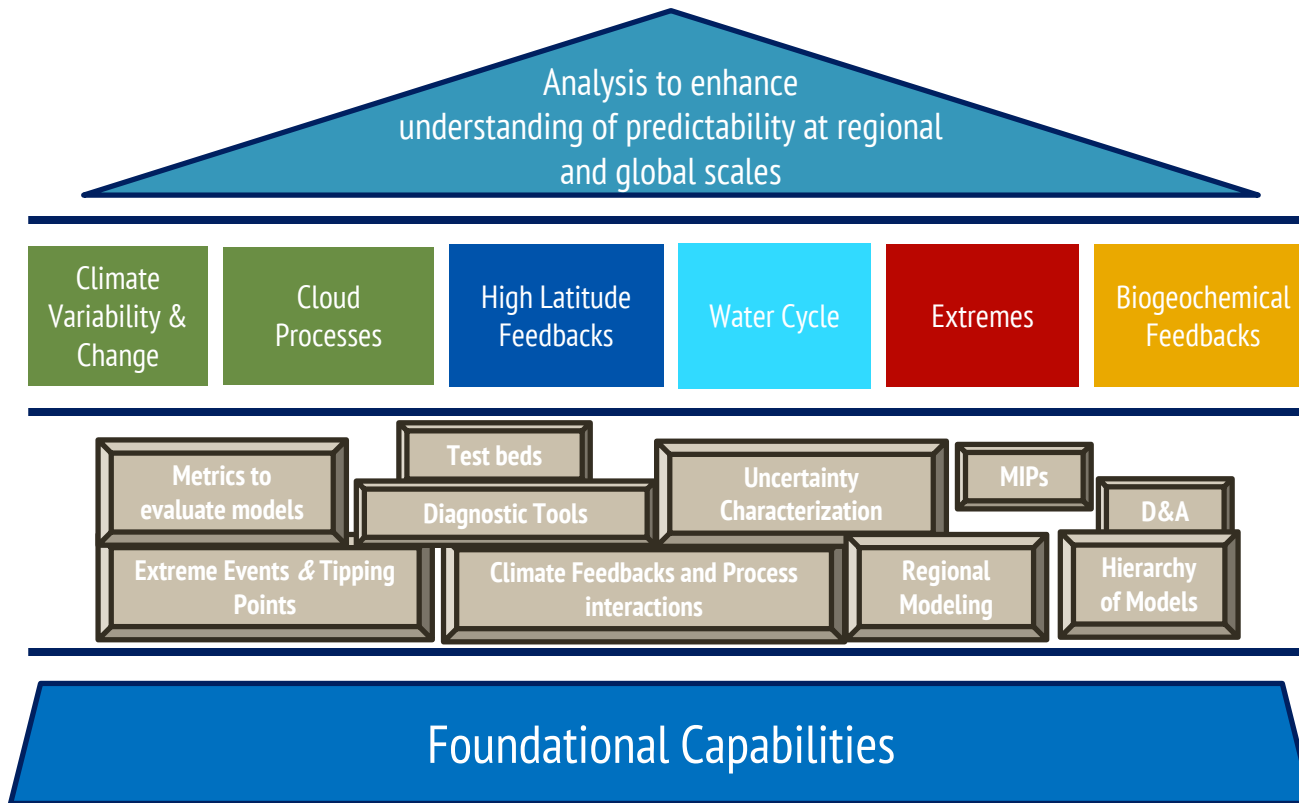 Analysis to enhance
understanding of predictability at regional
and global scales
Climate
Variability &
Change
Cloud
Processes
High Latitude
Feedbacks
Water Cycle
Extremes
Biogeochemical
Feedbacks
Metrics to
evaluate models
Test beds
Diagnostic Tools
Uncertainty
Characterization
MIPs
D&A
Extreme Events & Tipping
Points
Climate Feedbacks and Process
interactions
Regional
Modeling
Hierarchy
of Models
Foundational Capabilities